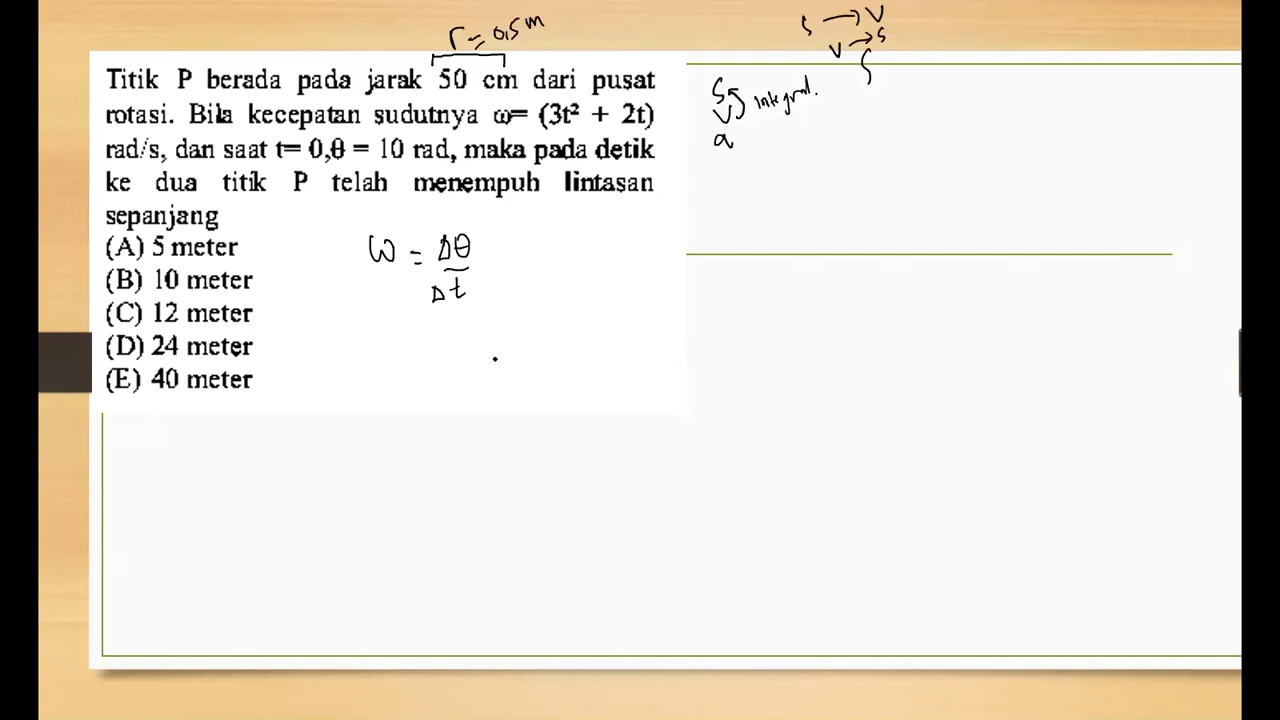 r = 0,5 m
s → v
v → s
∫
Titik P berada pada jarak 50 cm dari pusat
rotasi. Bila kecepatan sudutnya ω= (3t² + 2t)
rad/s, dan saat t= 0,θ = 10 rad, maka pada detik
ke dua titik P telah menempuh lintasan
sepanjang
(A) 5 meter
(B) 10 meter
(C) 12 meter
(D) 24 meter
(E) 40 meter
ω = Δθ
Δt
S
V
a
integral.